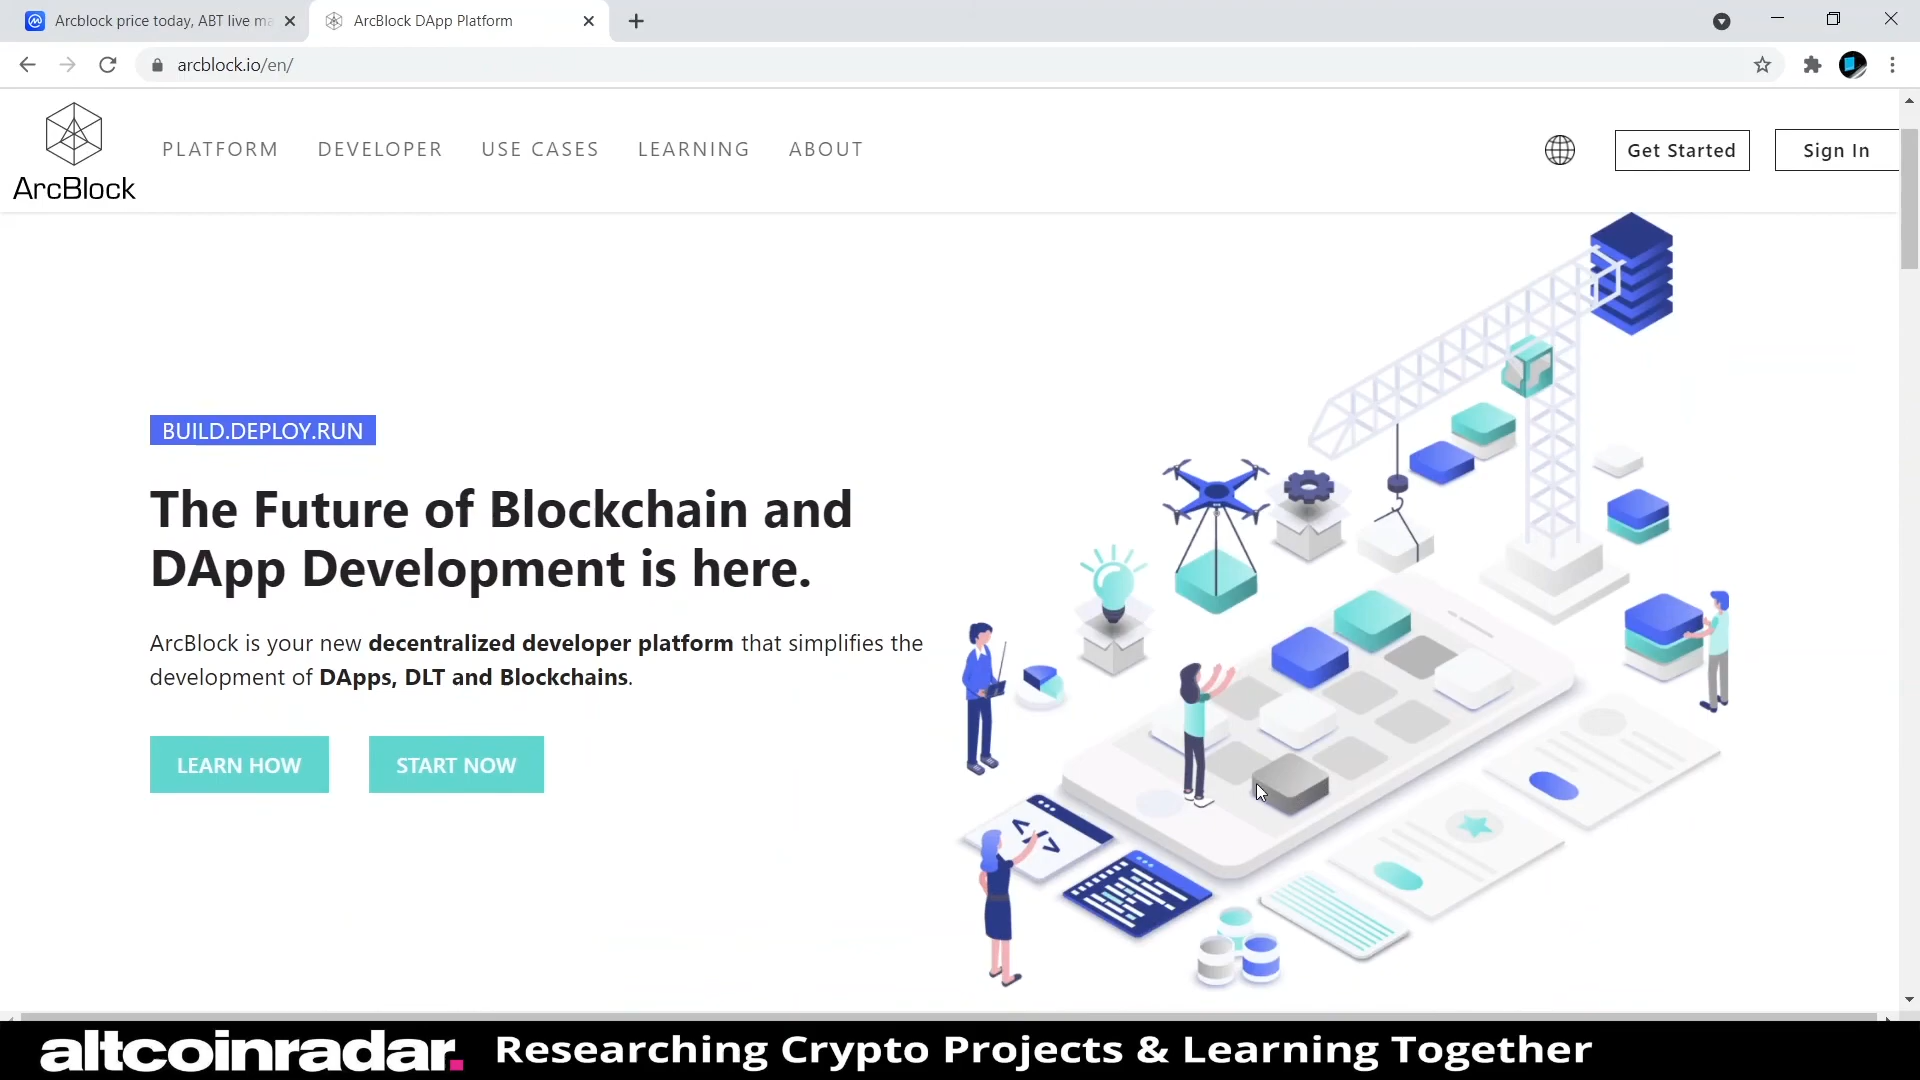 Arcblock price today, ABT live ma
ArcBlock DApp Platform
arcblock.io/en/
ArcBlock
PLATFORM
DEVELOPER
USE CASES
LEARNING
ABOUT
Get Started
Sign In
BUILD.DEPLOY.RUN
The Future of Blockchain and
DApp Development is here.
ArcBlock is your new decentralized developer platform that simplifies the
development of DApps, DLT and Blockchains.
LEARN HOW
START NOW
altcoinradar.
Researching Crypto Projects & Learning Together